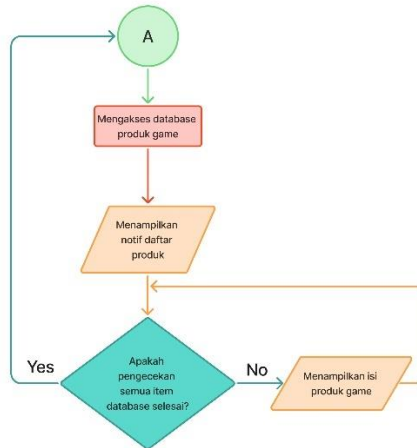 A
Mengakses database
produk game
Menampilkan
notif daftar
produk
Yes
Apakah
pengecekan
semua item
database selesai?
No
Menampilkan isi
produk game